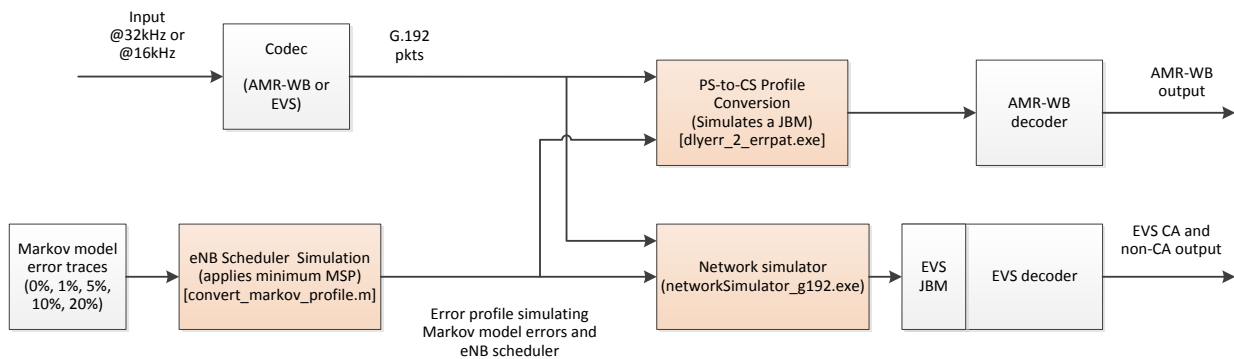 Input
@32kHz or
@16kHz
Codec
(AMR-WB or
EVS)
G.192
pkts
PS-to-CS Profile
Conversion
(Simulates a JBM)
[dlyerr_2_errpat.exe]
AMR-WB
decoder
AMR-WB
output
Markov model
error traces
(0%, 1%, 5%,
10%, 20%)
eNB Scheduler Simulation
(applies minimum MSP)
[convert_markov_profile.m]
Error profile simulating
Markov model errors and
eNB scheduler
Network simulator
(networkSimulator_g192.exe)
EVS
JBM
EVS decoder
EVS CA and
non-CA output